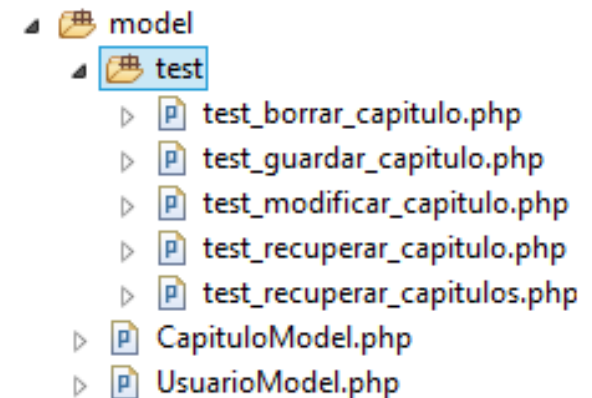 model
test
test_borrar_capitulo.php
test_guardar_capitulo.php
test_modificar_capitulo.php
test_recuperar_capitulo.php
test_recuperar_capitulos.php
CapituloModel.php
UsuarioModel.php